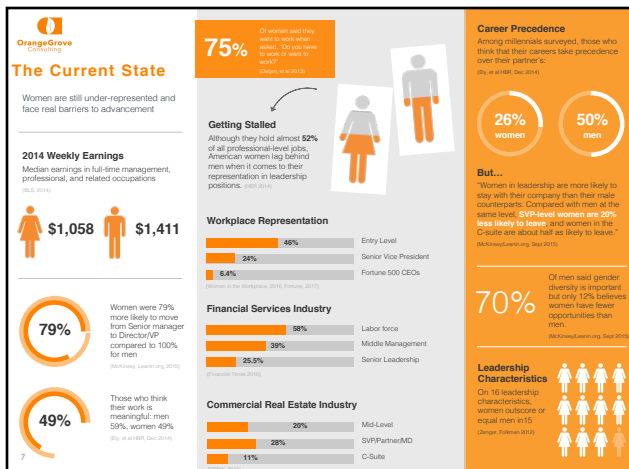 OrangeGrove
Consulting
The Current State
Women are still under-represented and
face real barriers to advancement
2014 Weekly Earnings
Median earnings in full-time management,
professional, and related occupations
(BLS, 2014)
$1,058
$1,411
79%
Women were 79%
more likely to move
from Senior manager
to Director/VP
compared to 100%
for men
(McKinsey, Leanin.org, 2015)
49%
Those who think
their work is
meaningful: men
59%, women 49%
(Ely, et al HBR, Dec 2014)
7
75%
Of women said they
want to work when
asked, "Do you have
to work or want to
work?"
Getting Stalled
Although they hold almost 52%
of all professional-level jobs,
American women lag behind
men when it comes to their
representation in leadership
positions.
Workplace Representation
46%
Entry Level
24%
Senior Vice President
6.4%
Fortune 500 CEOs
(Women in the Workplace, 2016, Fortune, 2017)
Financial Services Industry
58%
Labor force
39%
Middle Management
25.5%
Senior Leadership
(Financial Times 2016)
Commercial Real Estate Industry
20%
Mid-Level
28%
SVP/Partner/MD
11%
C-Suite
Career Precedence
Among millennials surveyed, those who
think that their careers take precedence
over their partner's:
(Ely, et al HBR, Dec 2014)
26%
women
50%
men
But…
"Women in leadership are more likely to
stay with their company than their male
counterparts. Compared with men at the
same level, SVP-level women are 20%
less likely to leave, and women in the
C-suite are about half as likely to leave."
(McKinsey/Leanin.org, Sept 2015)
70%
Of men said gender
diversity is important
but only 12% believes
women have fewer
opportunities than
men.
(McKinsey/Leanin.org, Sept 2015)
Leadership
Characteristics
On 16 leadership
characteristics,
women outscore or
equal men in15
(Zenger, Folkman 2012)